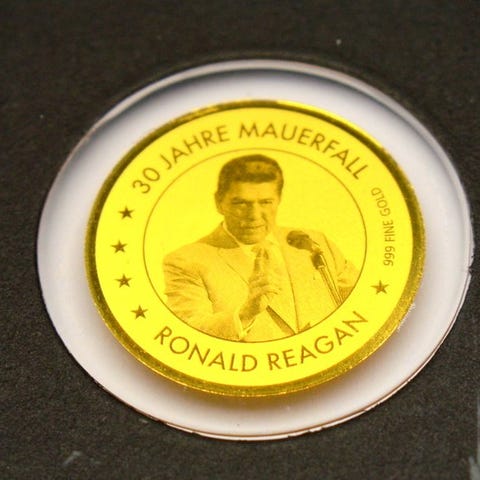 30 JAHRE MAUERFALL
999 FINE GOLD
RONALD REAGAN